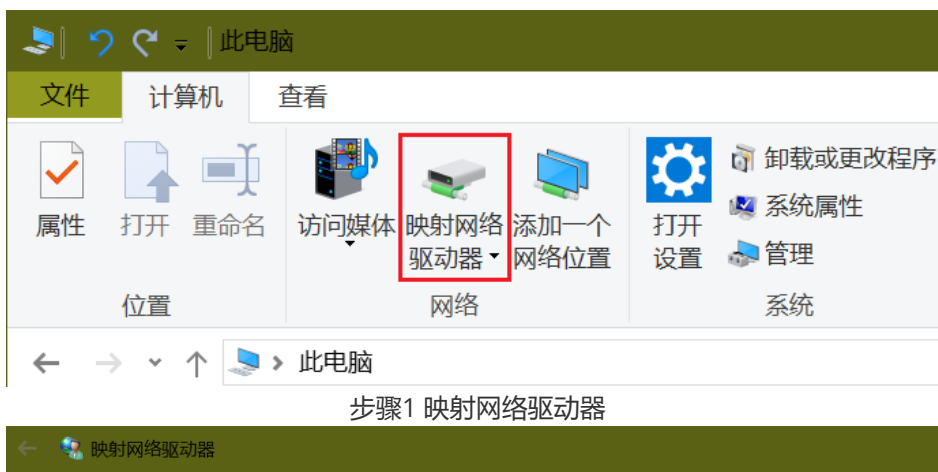 此电脑
文件 计算机 查看
属性 打开 重命名 访问媒体 映射网络驱动器 添加一个网络位置 打开设置 卸载或更改程序
系统属性
管理
位置 网络 系统
此电脑
步骤1 映射网络驱动器
映射网络驱动器